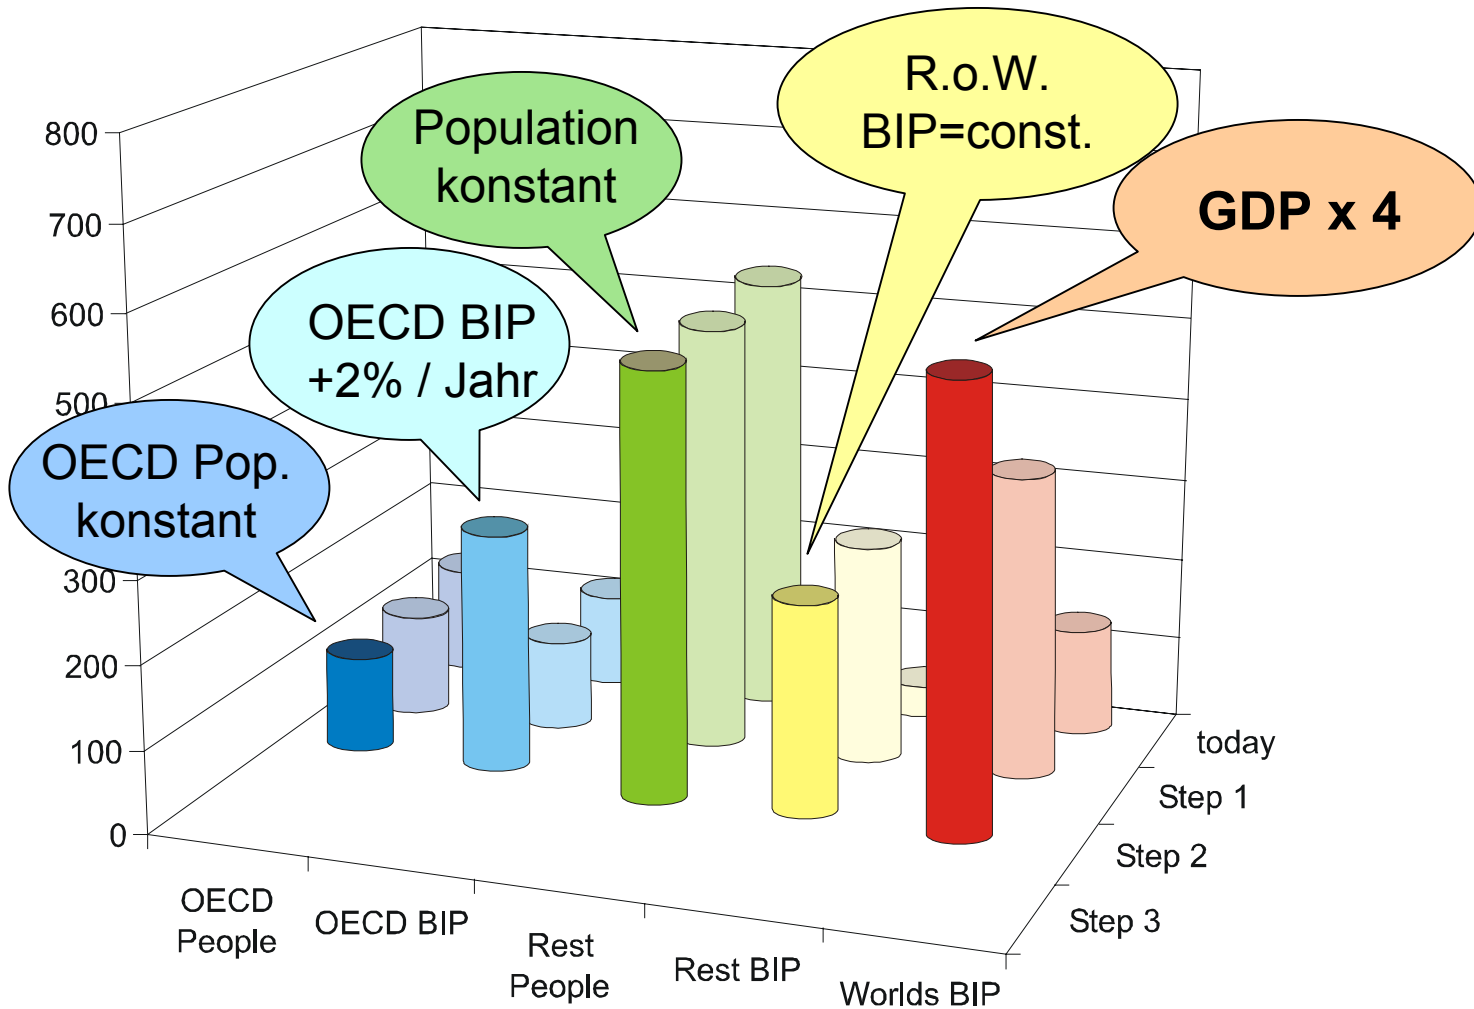 R.o.W.
BIP=const.
Population
konstant
GDP x 4
OECD BIP
+2% / Jahr
OECD Pop.
konstant
800
700
600
500
300
200
100
0
today
Step 1
Step 2
Step 3
OECD
People
OECD BIP
Rest
People
Rest BIP
Worlds BIP